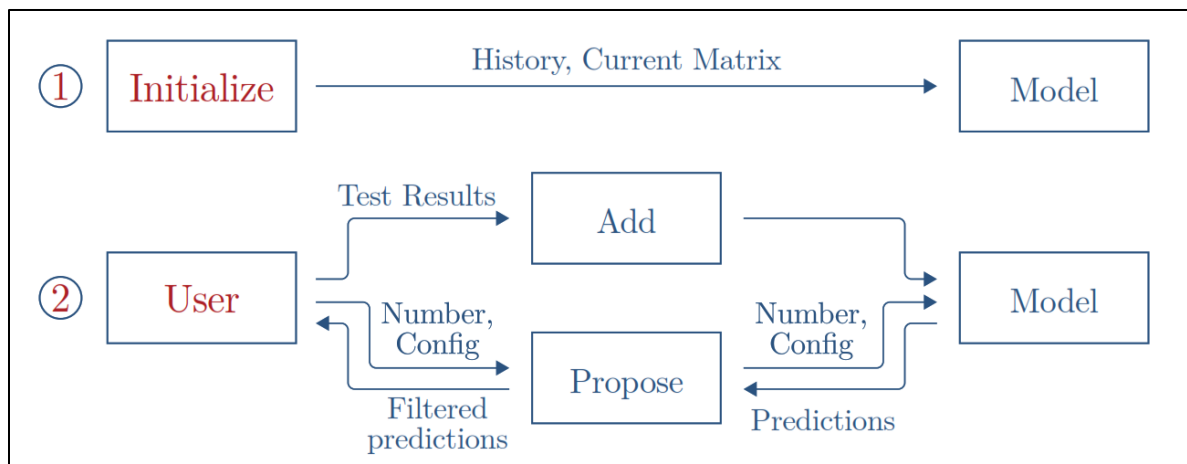 1
Initialize
History, Current Matrix
Model
Test Results
Add
2
User
Number,
Config
Number,
Config
Model
Propose
Filtered
predictions
Predictions